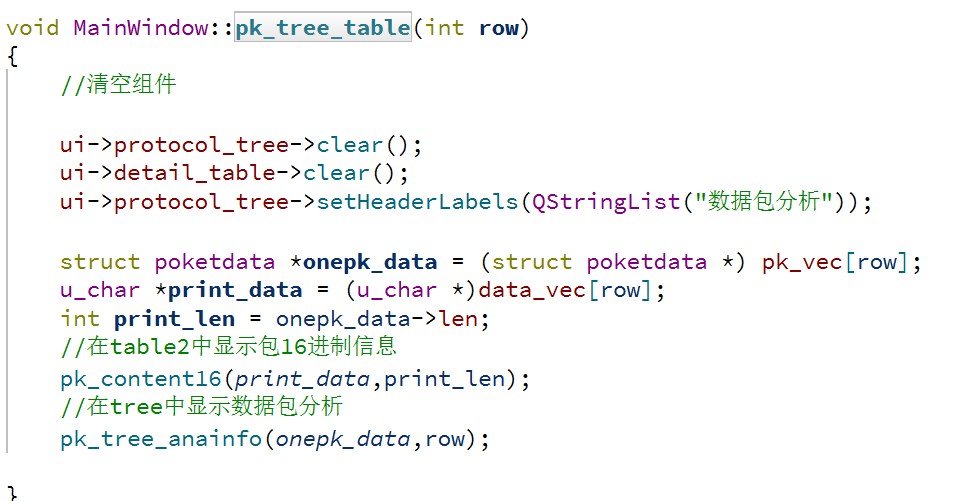 void MainWindow::pk_tree_table(int row)
{
//清空组件
ui->protocol_tree->clear();
ui->detail_table->clear();
ui->protocol_tree->setHeaderLabels(QStringList("数据包分析"));
struct poketdata *onepk_data = (struct poketdata *) pk_vec[row];
u_char *print_data = (u_char *)data_vec[row];
int print_len = onepk_data->len;
//在table2中显示包16进制信息
pk_content16(print_data,print_len);
//在tree中显示数据包分析
pk_tree_anainfo(onepk_data,row);
}